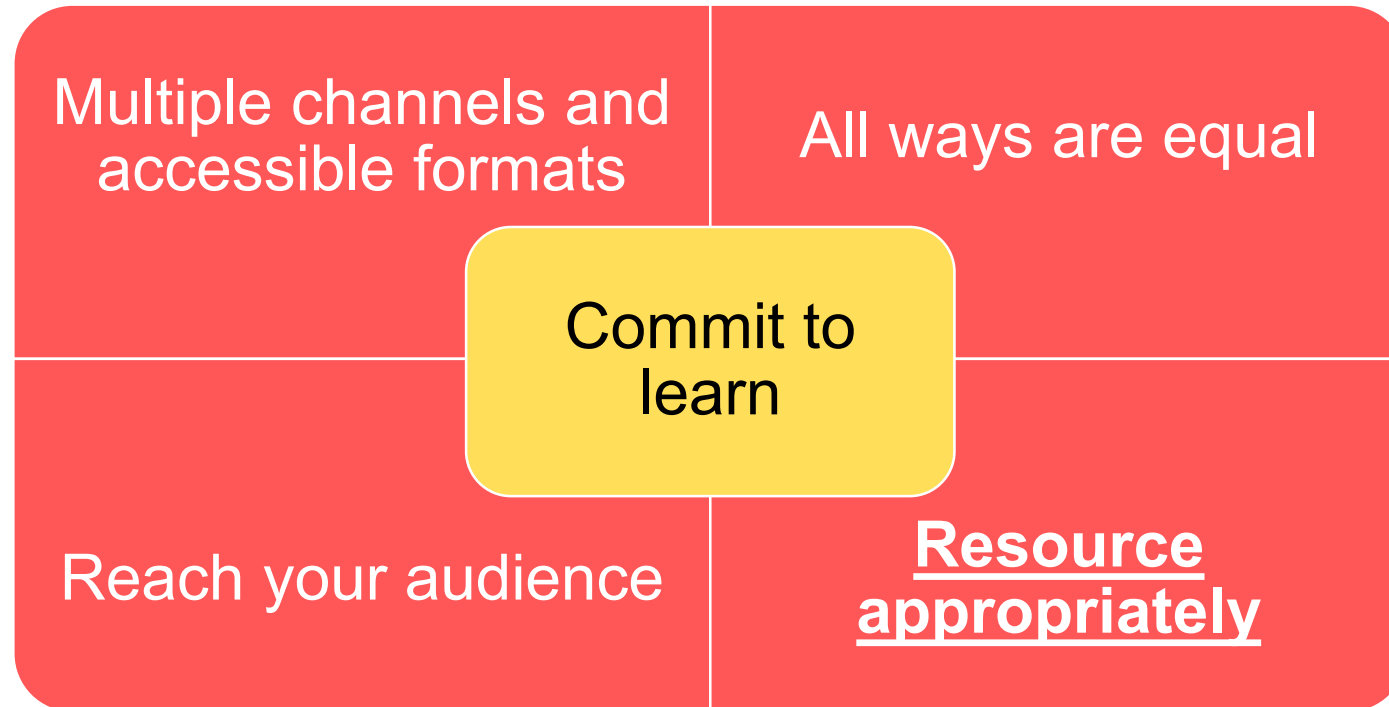 Multiple channels and
accessible formats
All ways are equal
Commit to
learn
Reach your audience
Resource
appropriately